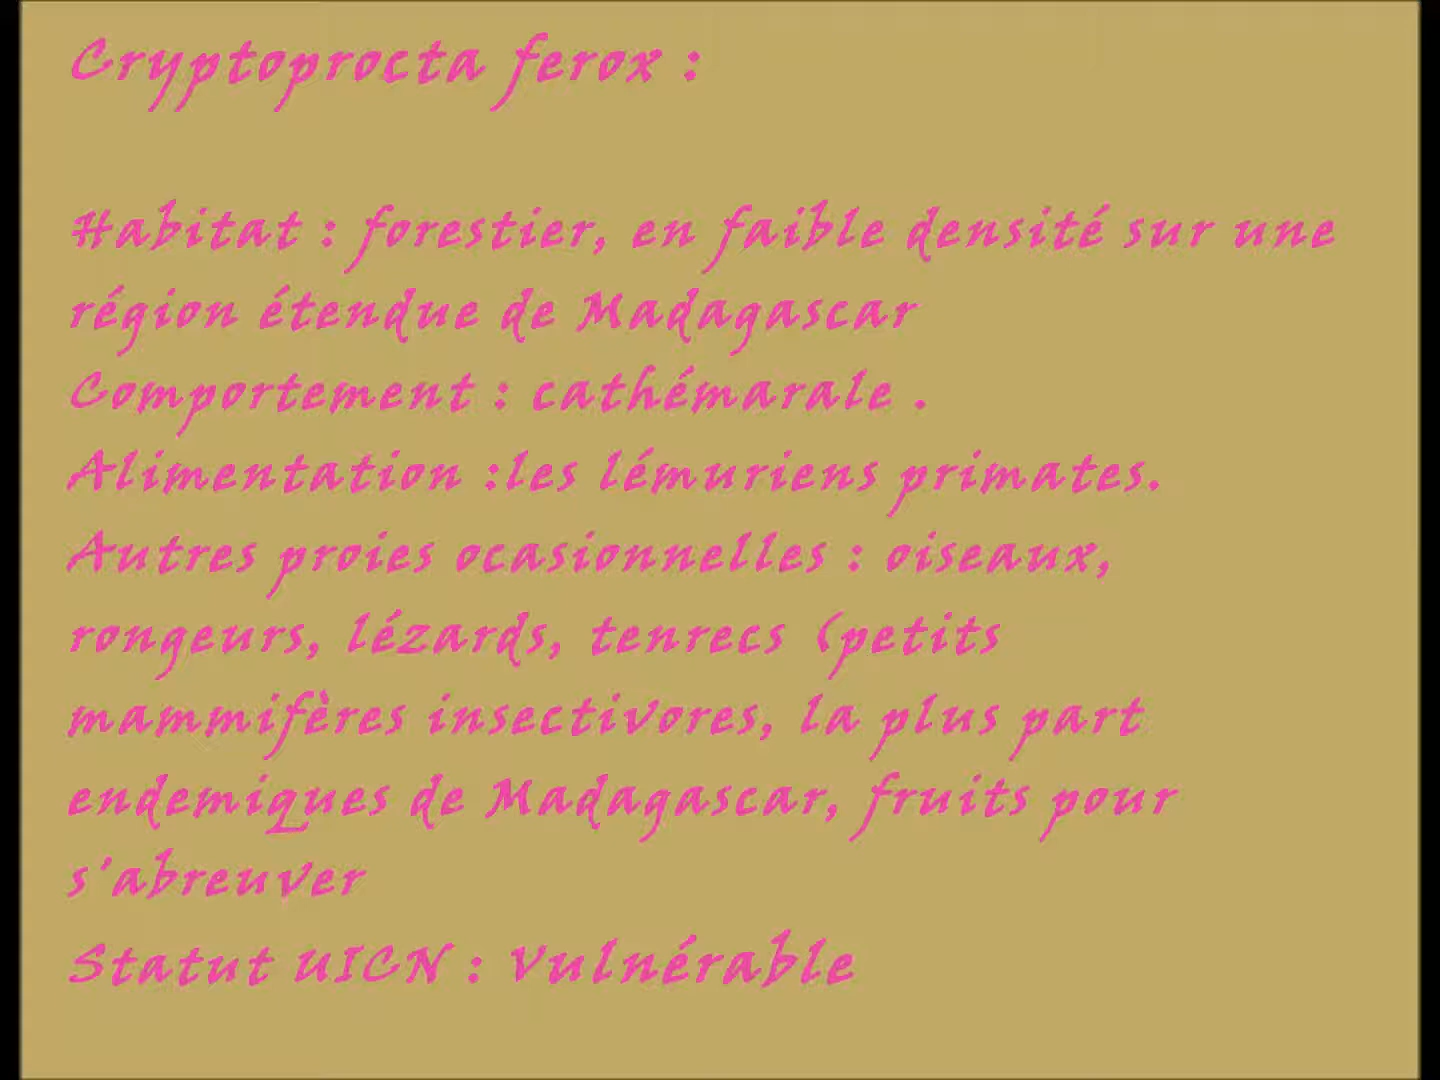 Cryptoprocta ferox :
Habitat : forestier, en faible densité sur une
région étendue de Madagascar
Comportement : cathémarale .
Alimentation :les lémuriens primates.
Autres proies ocasionnelles : oiseaux,
rongeurs, lézards, tenrecs (petits
mammifères insectivores, la plus part
endemiques de Madagascar, fruits pour
s'abreuver
Statut UICN : Vulnérable